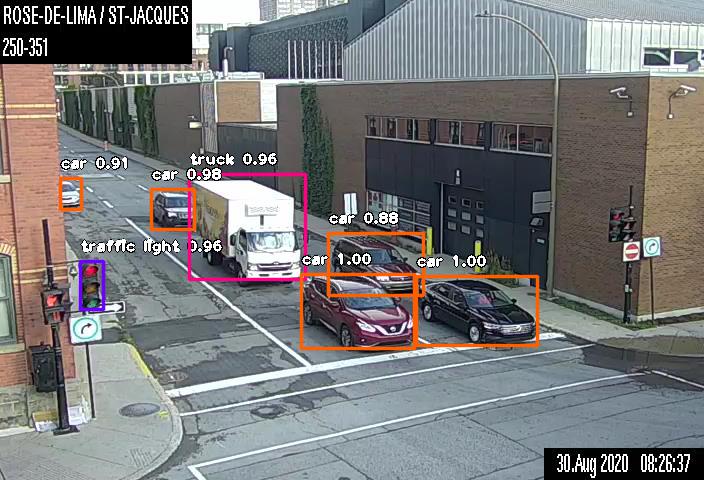 ROSE-DE-LIMA / ST-JACQUES
250-351
car 0.91
car 0.98
truck 0.96
traffic light 0.96
car 0.88
car 1.00
car 1.00
30.Aug 2020 08:26:37